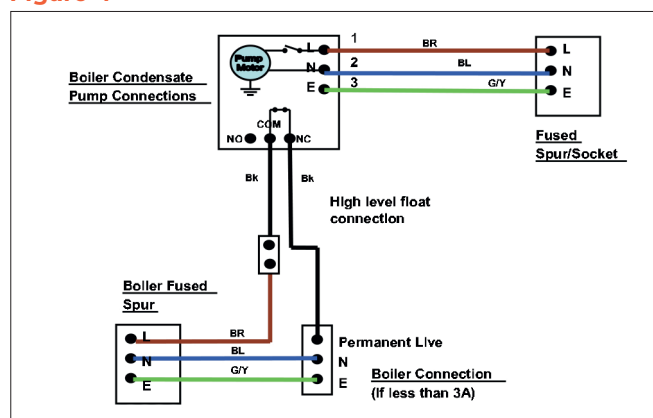 Figure 4
1
L
BR
L
Pump
Motor
2
N
BL
N
3
E
G/Y
E
Boiler Condensate
Pump Connections
COM
NO
NC
Fused
Spur/Socket
Bk
Bk
High level float
connection
Boiler Fused
Spur
L
BR
Permanent Live
N
BL
N
E
G/Y
E
Boiler Connection
(If less than 3A)